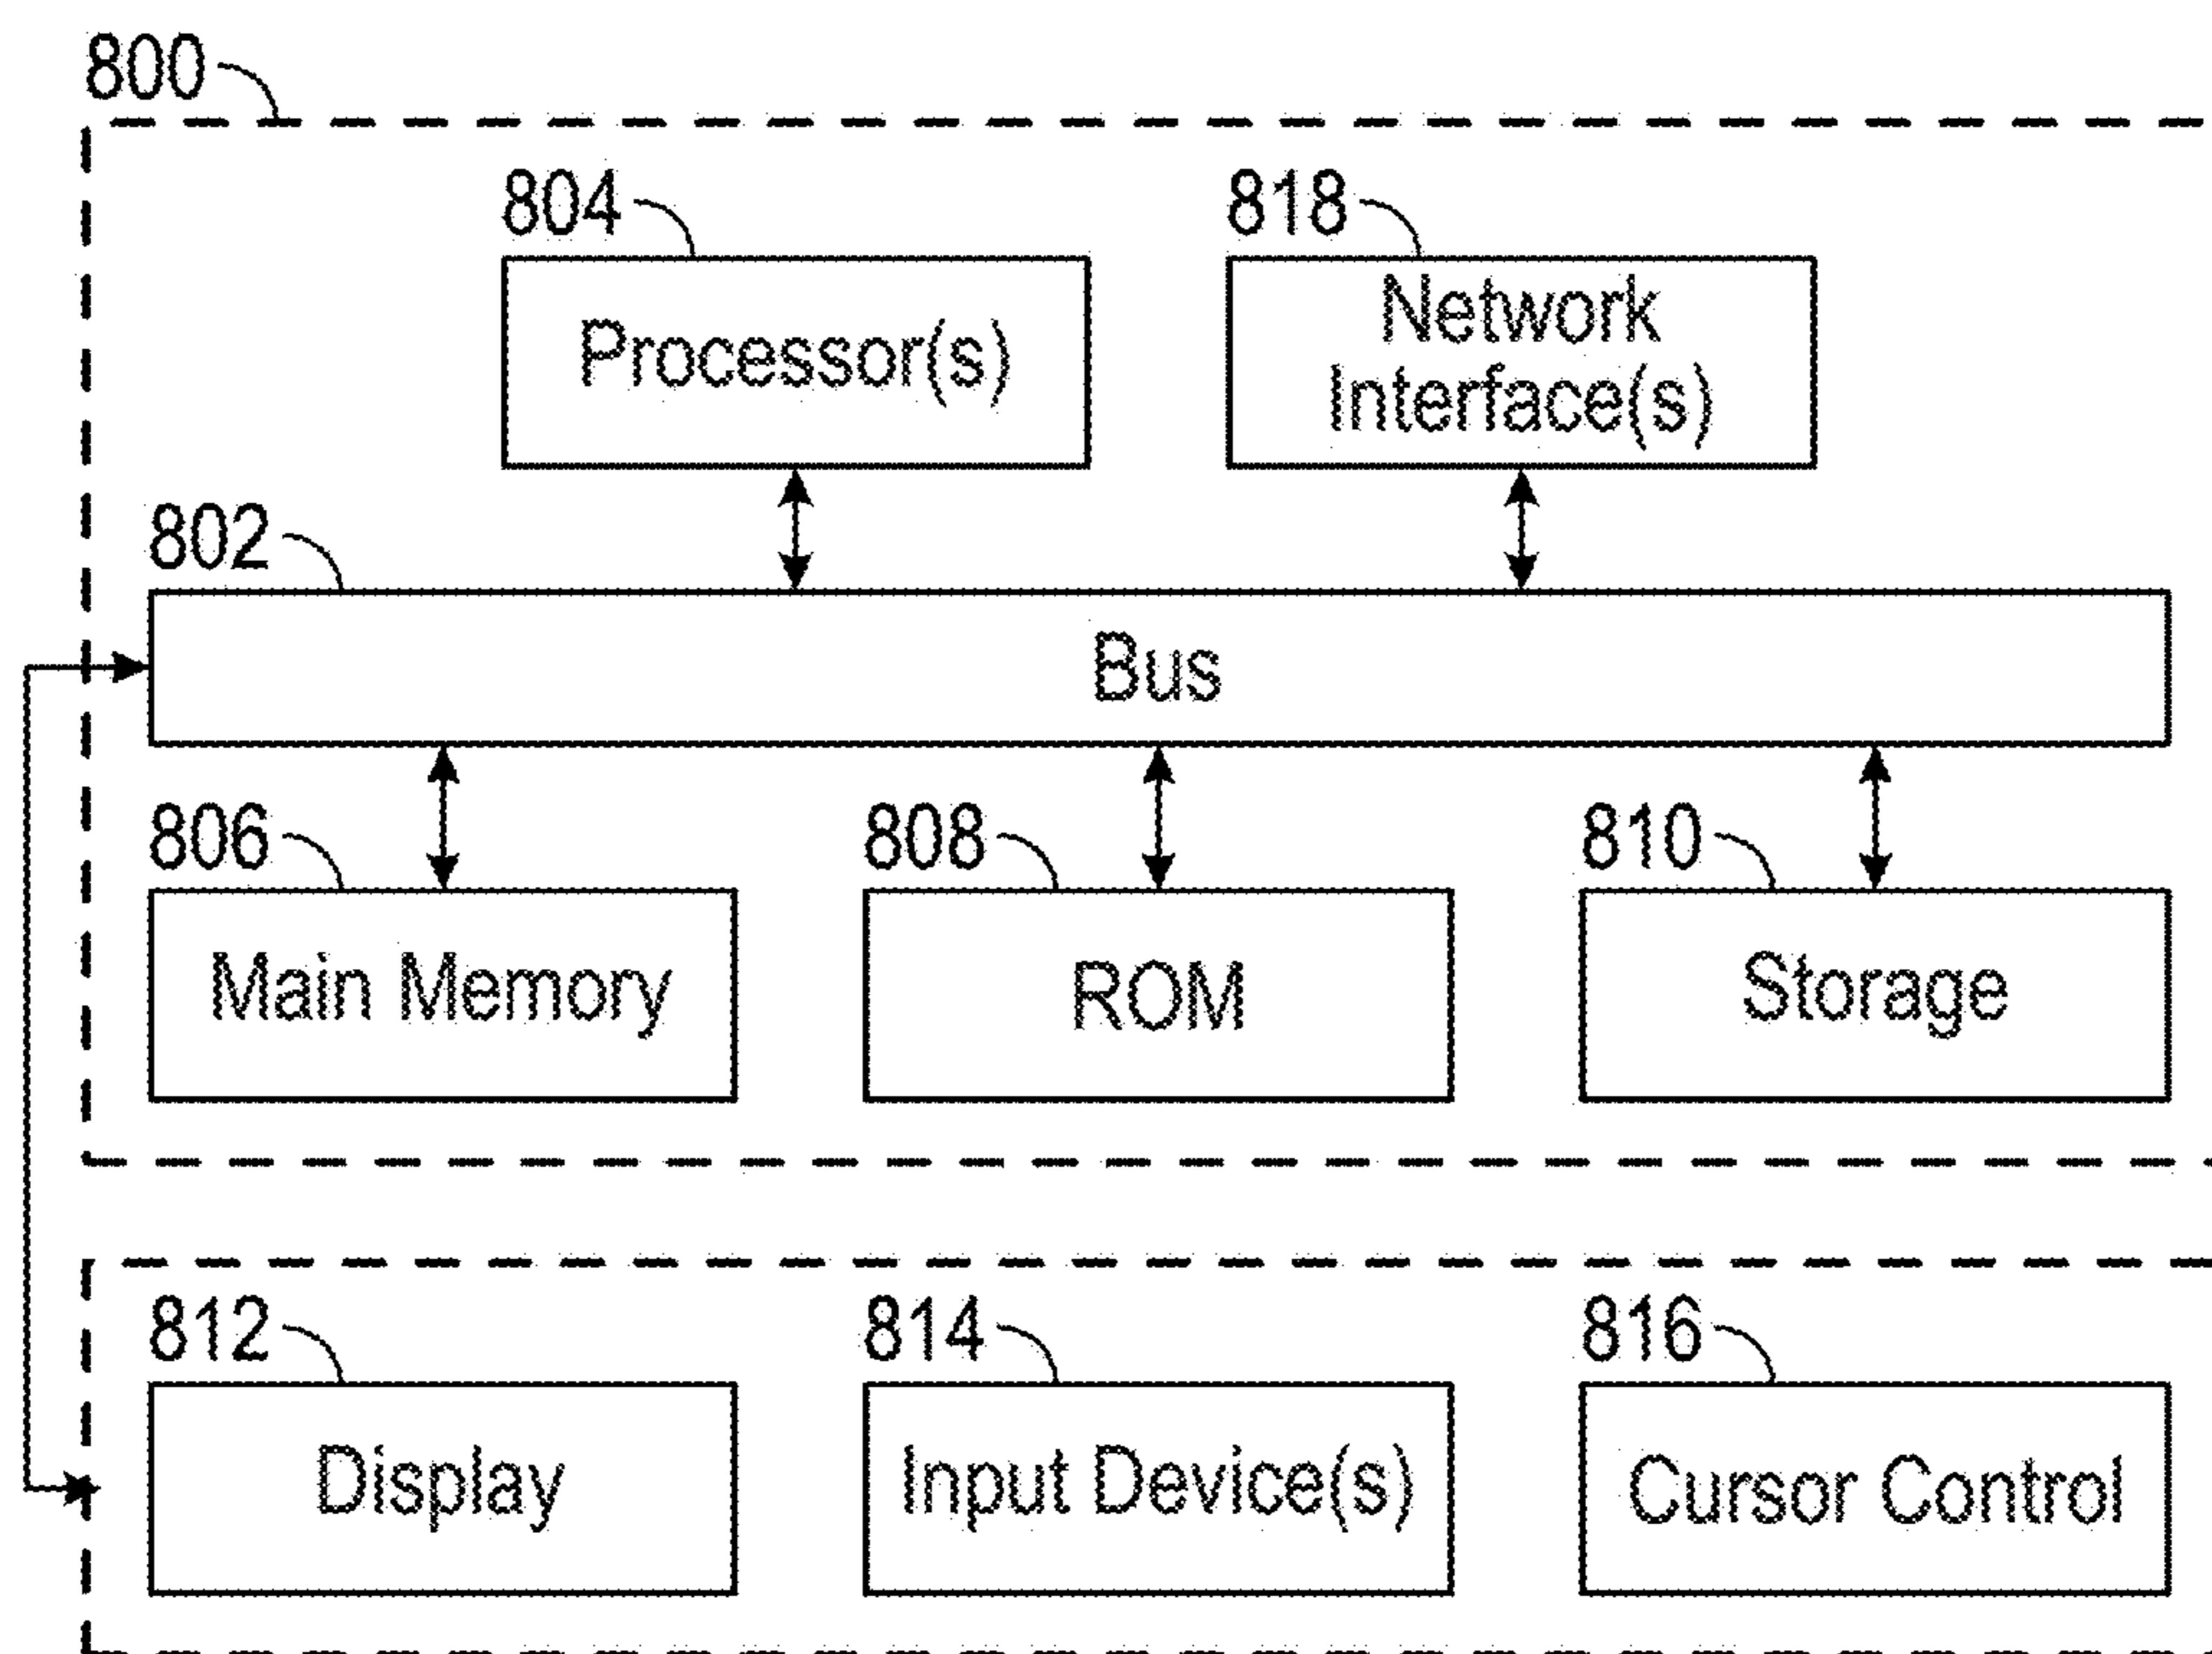 800
804
818
Processor(s)
Network
Interface(s)
802
Bus
806
808
810
Main Memory
ROM
Storage
812
814
816
Display
Input Device(s)
Cursor Control